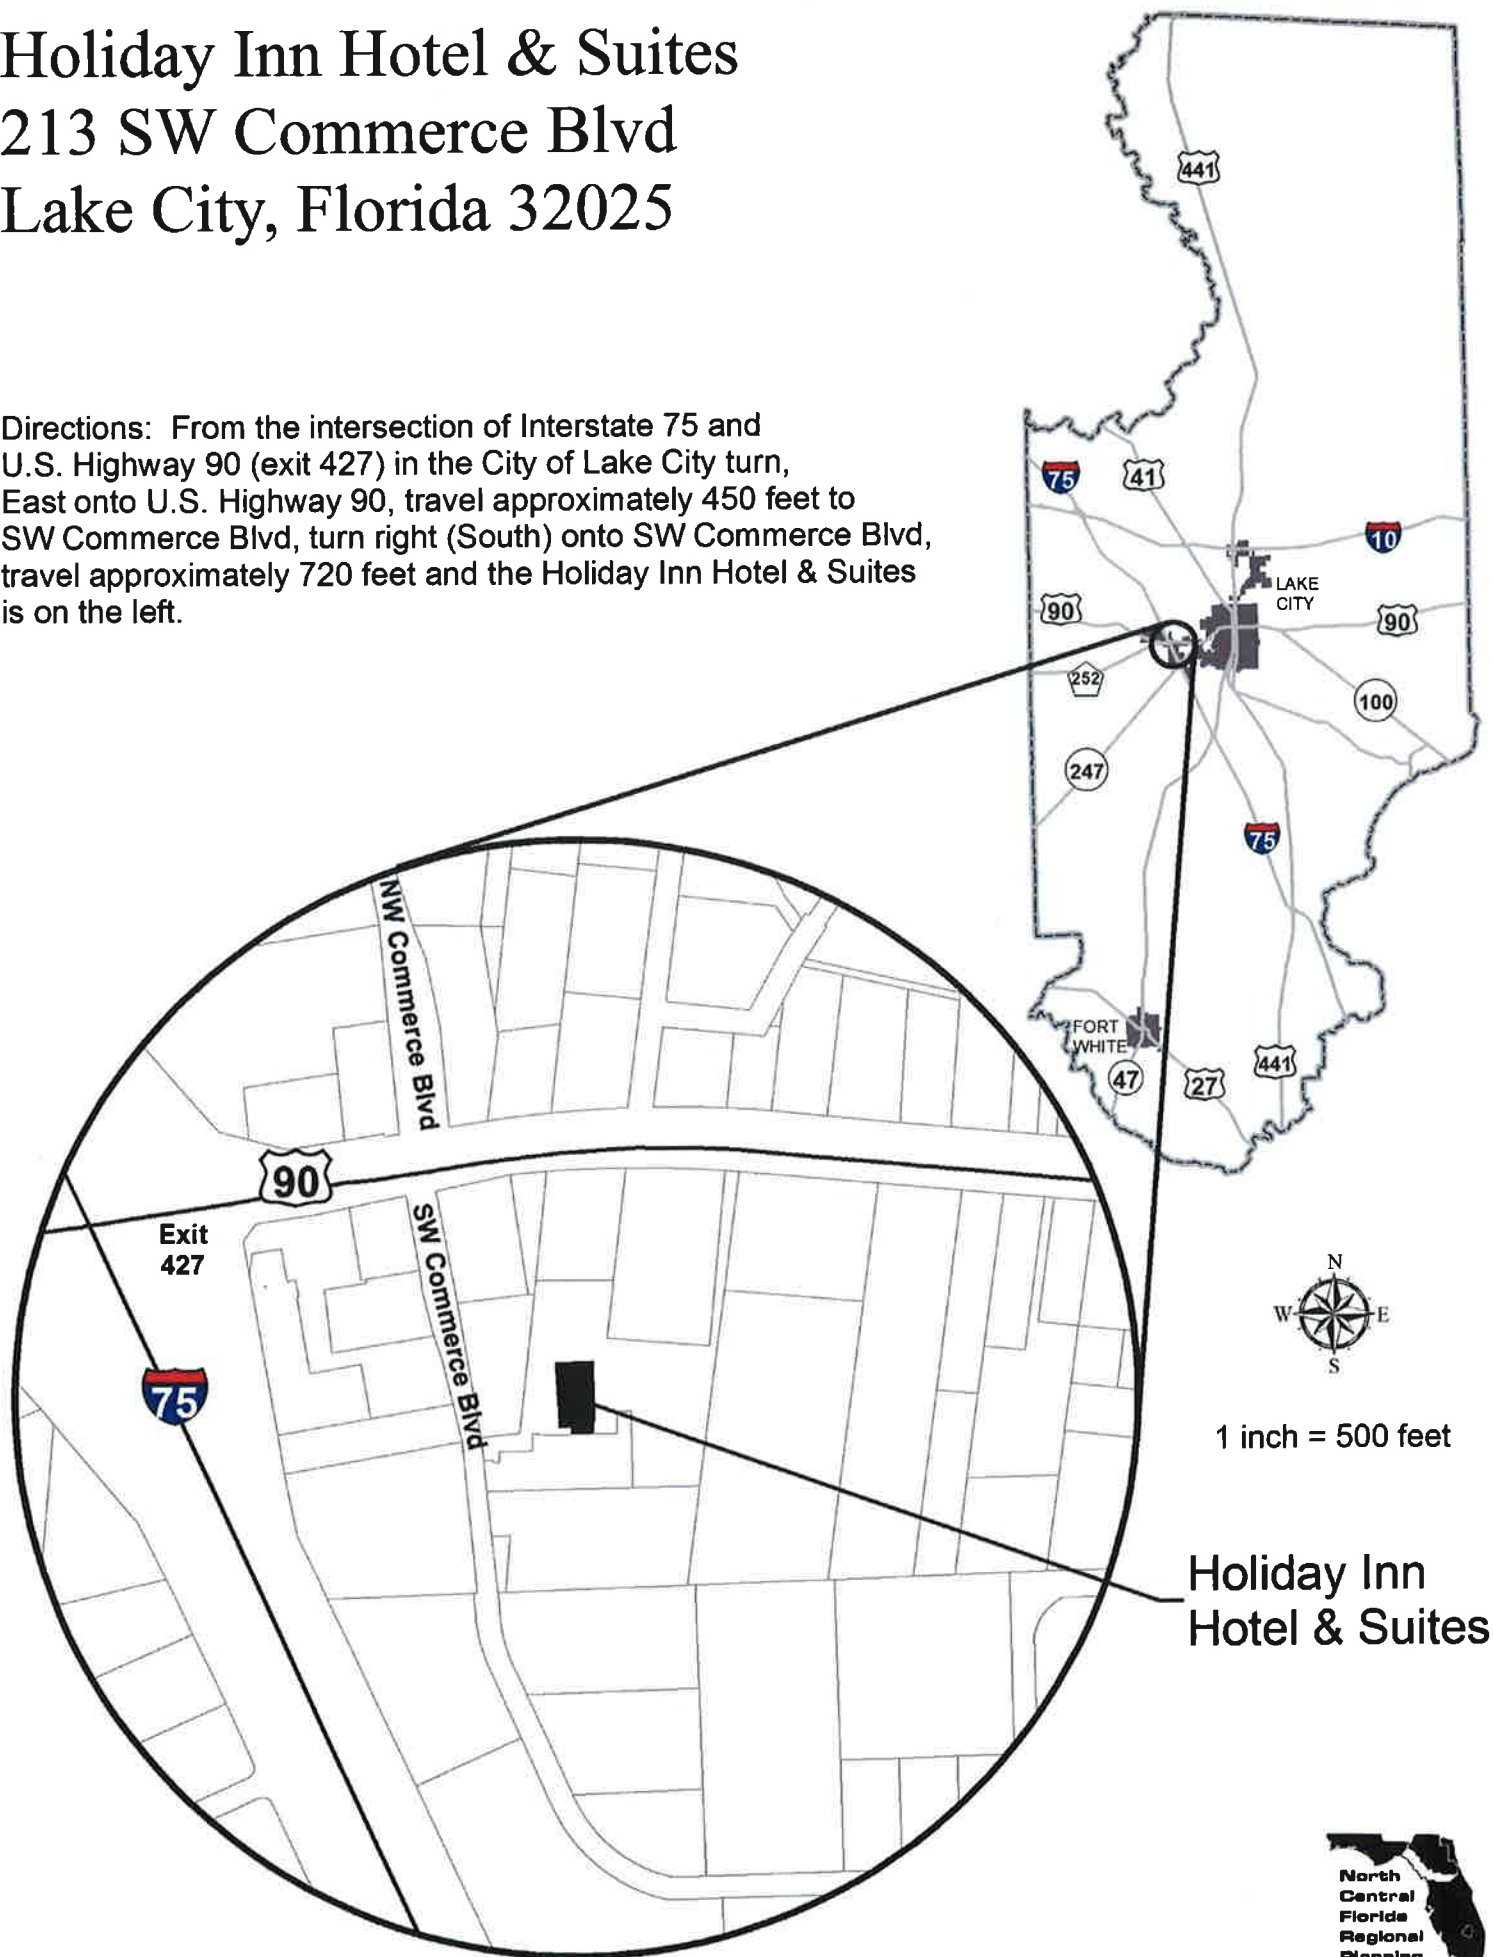 Holiday Inn Hotel & Suites
213 SW Commerce Blvd
Lake City, Florida 32025
Directions:  From the intersection of Interstate 75 and
U.S. Highway 90 (exit 427) in the City of Lake City turn,
East onto U.S. Highway 90, travel approximately 450 feet to
SW Commerce Blvd, turn right (South) onto SW Commerce Blvd,
travel approximately 720 feet and the Holiday Inn Hotel & Suites
is on the left.
441
75
41
10
LAKE
CITY
90
90
252
100
247
75
FORT
WHITE
47
27
441
NW Commerce Blvd
90
Exit
427
SW Commerce Blvd
75
N
W
E
S
1 inch = 500 feet
Holiday Inn
Hotel & Suites
North
Central
Florida
Regional
Planning